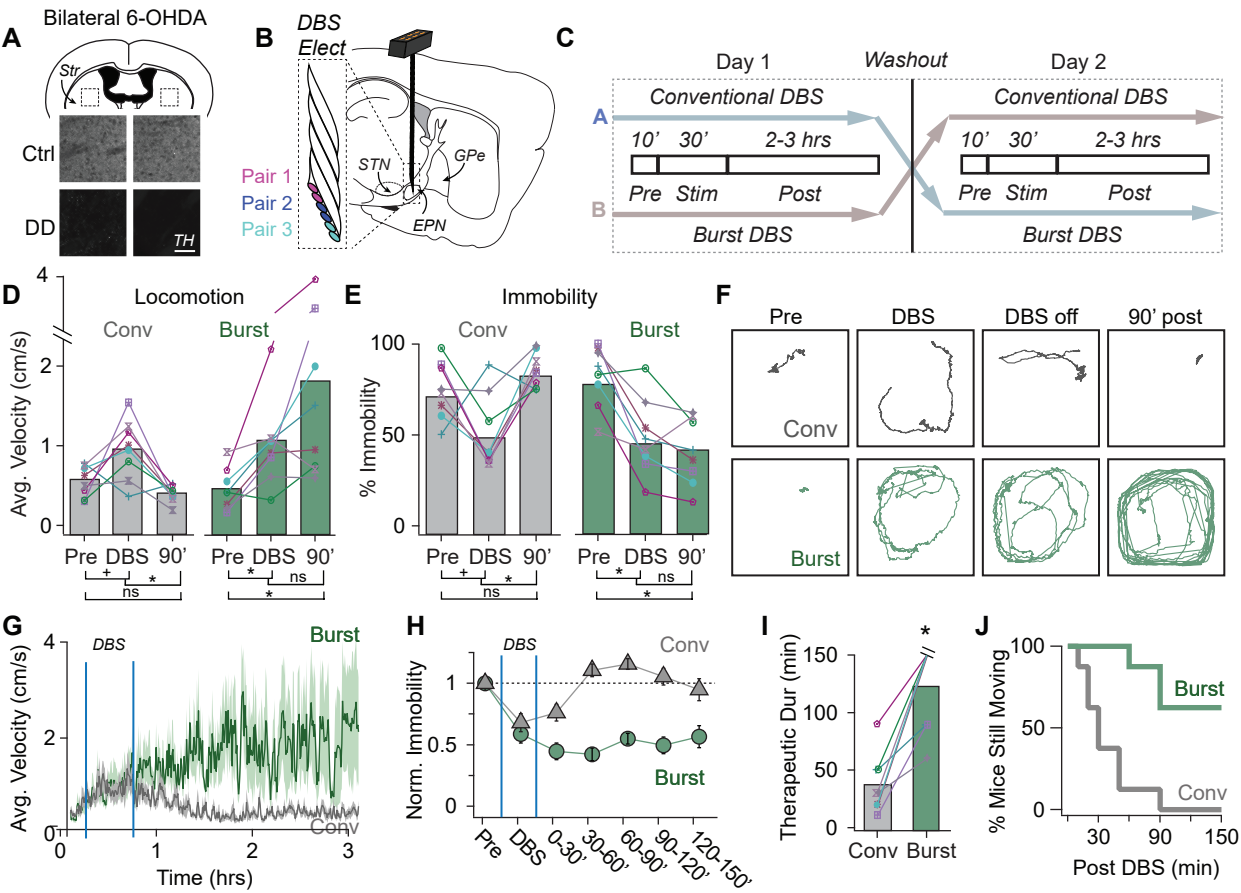 Bilateral 6-OHDA
A
Str
Ctrl
DD
TH
B
DBS
Elect
Pair 1
Pair 2
Pair 3
STN
GPe
EPN
C
Day 1
Washout
Day 2
Conventional DBS
Conventional DBS
A
10’ 30’ 2-3 hrs
10’ 30’ 2-3 hrs
Pre Stim Post
Pre Stim Post
B
Burst DBS
Burst DBS
D
Locomotion
Conv
Burst
Avg. Velocity (cm/s)
4
2
1
0
Pre DBS 90’
Pre DBS 90’
+
*
ns
*
ns
*
E
Immobility
Conv
Burst
% Immobility
100
50
0
Pre DBS 90’
Pre DBS 90’
+
*
ns
*
ns
*
F
Pre
DBS
DBS off
90’ post
Conv
Burst
G
Burst
DBS
Avg. Velocity (cm/s)
4
2
0
Conv
0 1 2 3
Time (hrs)
H
DBS
Conv
Norm. Immobility
1
0.5
0
Burst
Pre
DBS
0-30’
30-60’
60-90’
90-120’
120-150’
I
*
Therapeutic Dur (min)
150
100
50
0
Conv Burst
J
% Mice Still Moving
100
50
0
Burst
Conv
30 90 150
Post DBS (min)